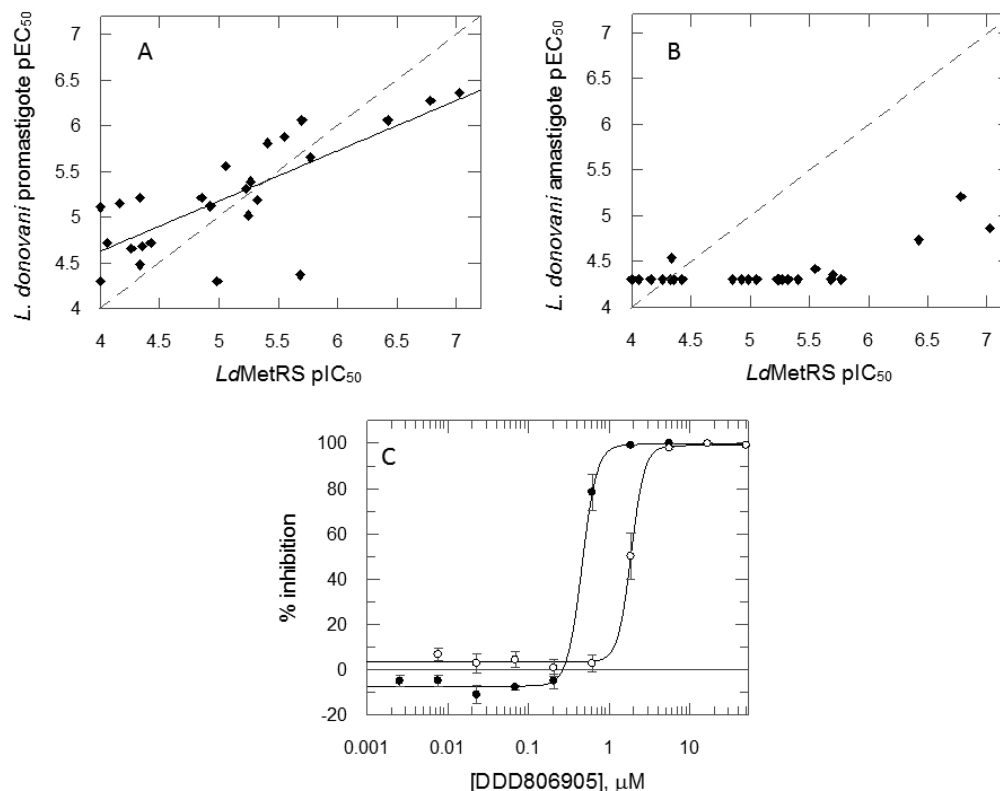 A
L. donovani promastigote pEC50
7
6.5
6
5.5
5
4.5
4
4 4.5 5 5.5 6 6.5 7
LdMetRS pIC50
B
L. donovani amastigote pEC50
7
6.5
6
5.5
5
4.5
4
4 4.5 5 5.5 6 6.5 7
LdMetRS pIC50
C
% inhibition
100
80
60
40
20
0
-20
0.001 0.01 0.1 1 10
[DDD806905], μM